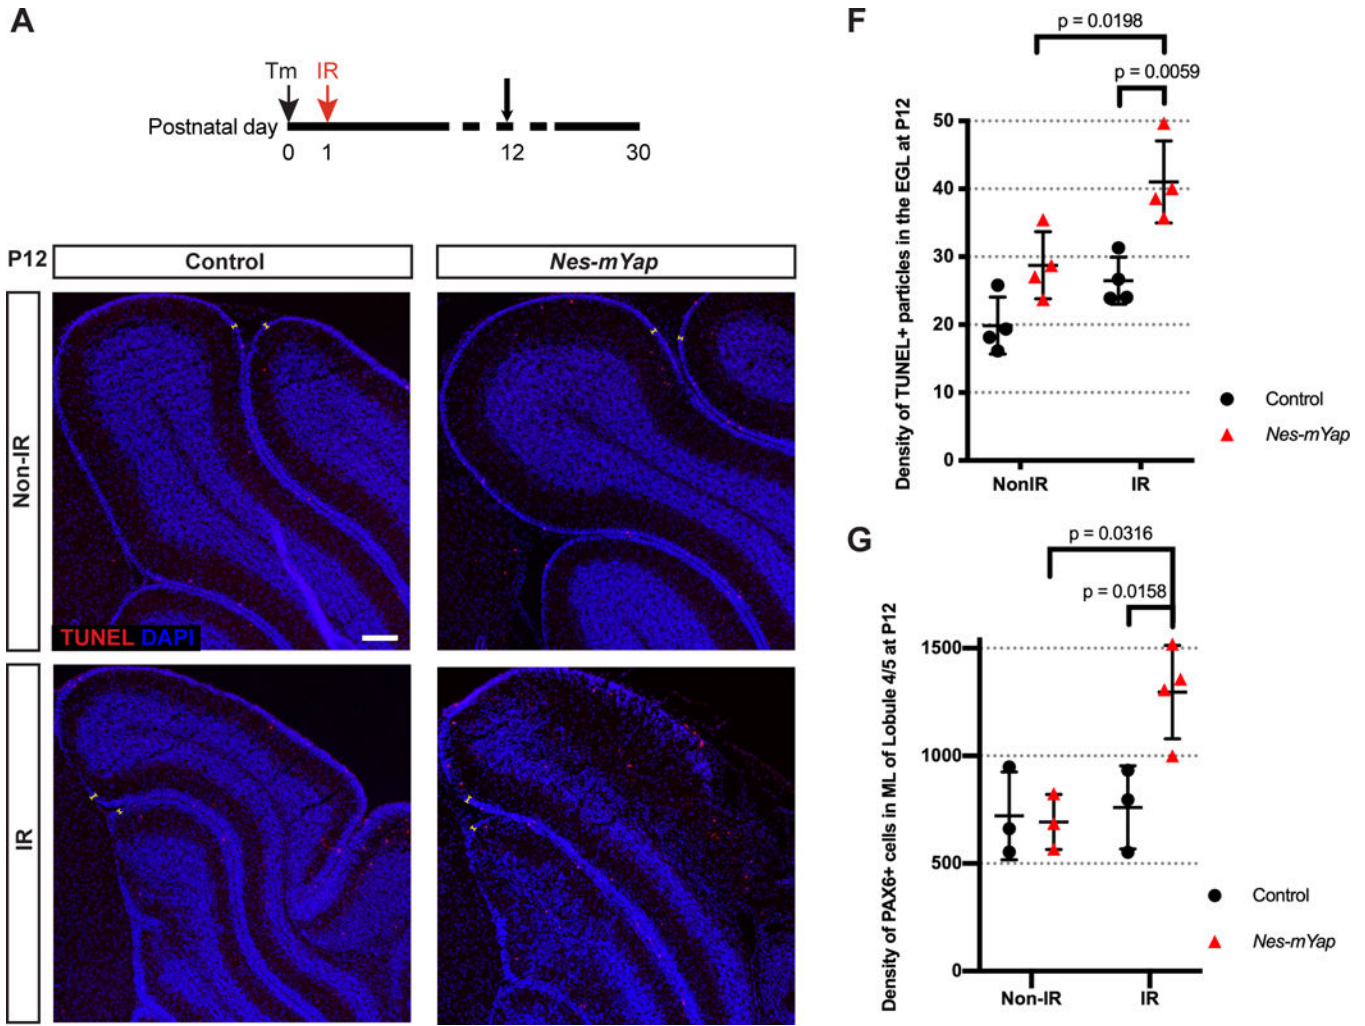 A
Tm IR
Postnatal day
0 1 12 30
P12 Control Nes-mYap
Non-IR
TUNEL DAPI
IR
F
p = 0.0198
p = 0.0059
Density of TUNEL+ particles in the EGL at P12
50
40
30
20
10
0
NonIR IR
Control
Nes-mYap
G
p = 0.0316
p = 0.0158
Density of PAX6+ cells in ML of Lobule 4/5 at P12
1500
1000
500
0
Non-IR IR
Control
Nes-mYap